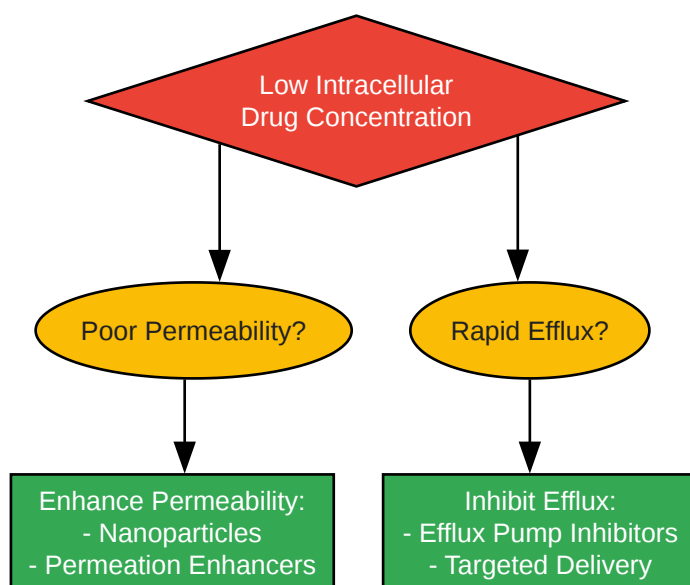 Low Intracellular
Drug Concentration
Poor Permeability?
Rapid Efflux?
Enhance Permeability:
- Nanoparticles
- Permeation Enhancers
Inhibit Efflux:
- Efflux Pump Inhibitors
- Targeted Delivery